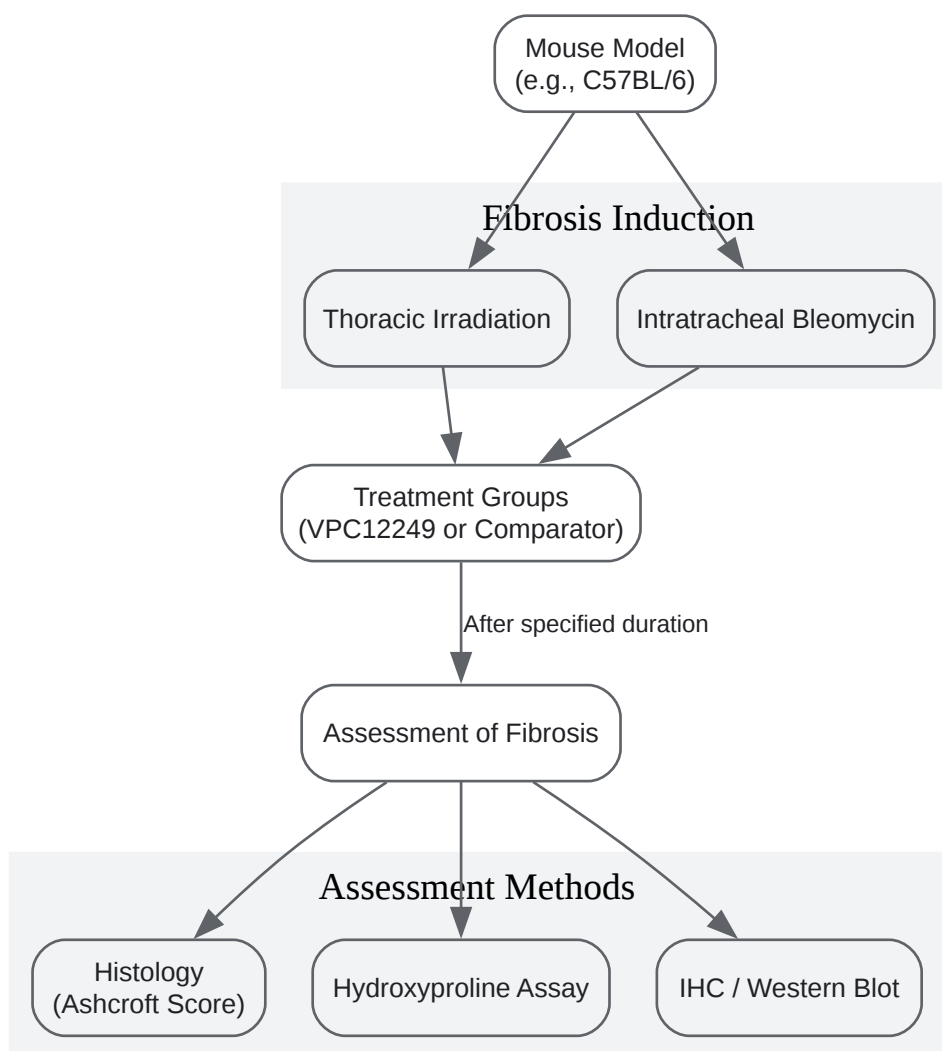 Mouse Model
(e.g., C57BL/6)
Fibrosis Induction
Thoracic Irradiation
Intratracheal Bleomycin
Treatment Groups
(VPC12249 or Comparator)
After specified duration
Assessment of Fibrosis
Assessment Methods
Histology
(Ashcroft Score)
Hydroxyproline Assay
IHC / Western Blot